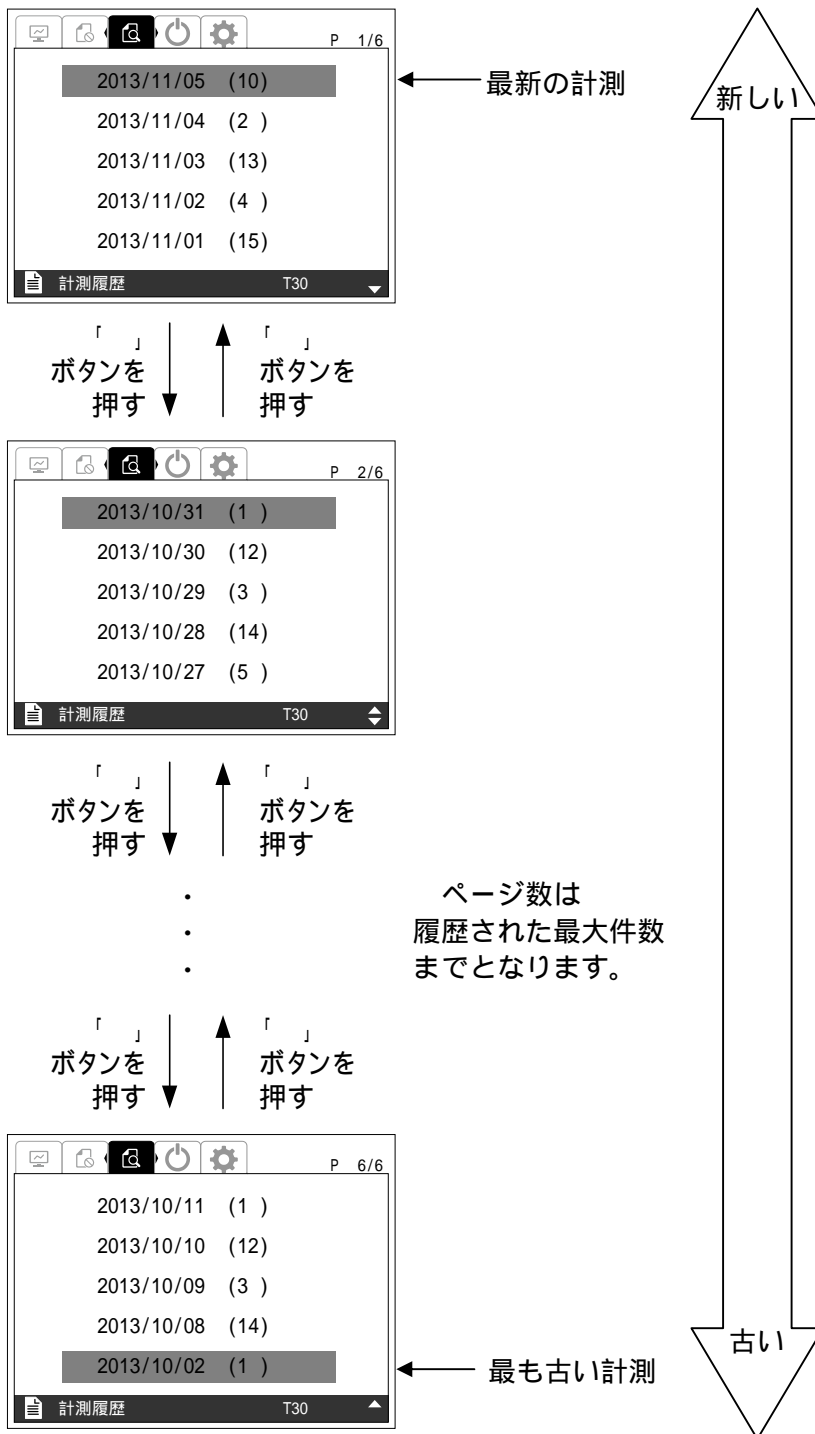 P 1/6
2013/11/05 (10)
最新の計測
新しい
2013/11/04 (2 )
2013/11/03 (13)
2013/11/02 (4 )
2013/11/01 (15)
計測履歴 T30
「 」 「 」
ボタンを ボタンを
押す 押す
P 2/6
2013/10/31 (1 )
2013/10/30 (12)
2013/10/29 (3 )
2013/10/28 (14)
2013/10/27 (5 )
計測履歴 T30
「 」 「 」
ボタンを ボタンを
押す 押す
・
・
・
ページ数は
履歴された最大件数
までとなります。
「 」 「 」
ボタンを ボタンを
押す 押す
P 6/6
2013/10/11 (1 )
2013/10/10 (12)
2013/10/09 (3 )
2013/10/08 (14)
古い
2013/10/02 (1 )
最も古い計測
計測履歴 T30